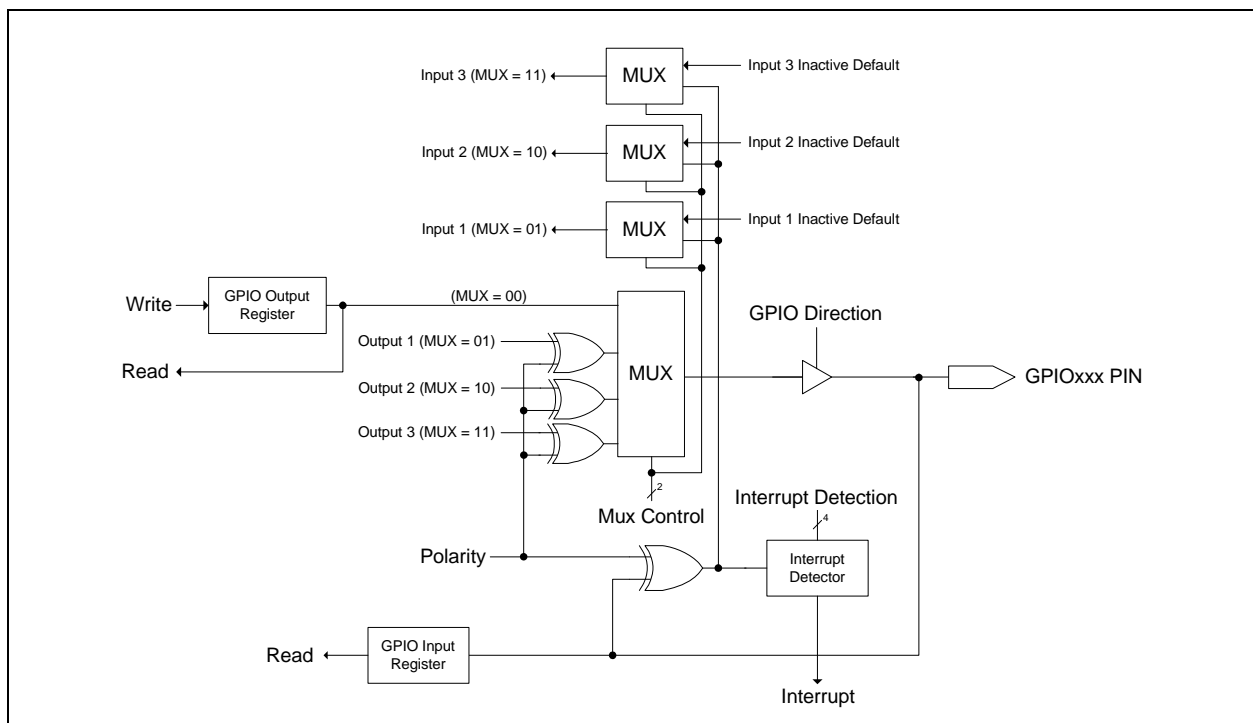 MUX
Input 3 (MUX = 11)
Input 3 Inactive Default
MUX
Input 2 (MUX = 10)
Input 2 Inactive Default
MUX
Input 1 (MUX = 01)
Input 1 Inactive Default
Write
GPIO Output
Register
(MUX = 00)
GPIO Direction
Read
Output 1 (MUX = 01)
MUX
GPIOxxx PIN
Output 2 (MUX = 10)
Output 3 (MUX = 11)
2
Mux Control
Interrupt Detection
4
Polarity
Interrupt
Detector
Read
GPIO Input
Register
Interrupt